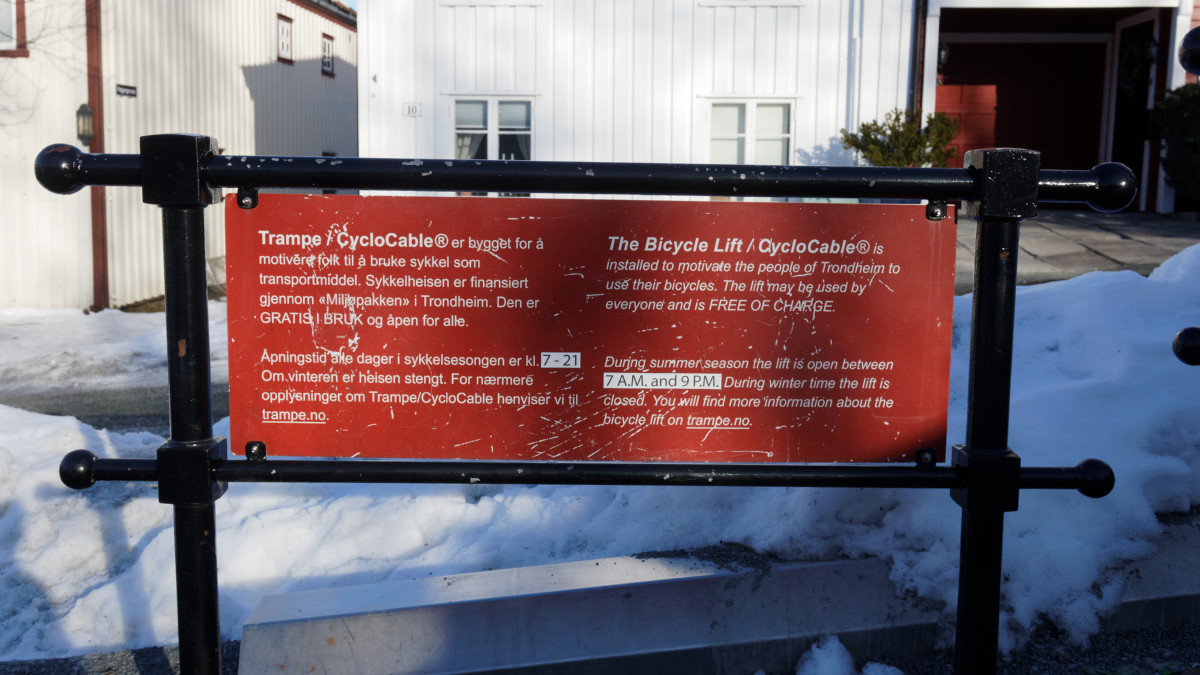 10
Trampe / CycloCable® er bygget for å
motivere folk til å bruke sykkel som
transportmiddel. Sykkelheisen er finansiert
gjennom «Miljøpakken» i Trondheim. Den er
GRATIS I BRUK og åpen for alle.
Åpningstid alle dager i sykkelsesongen er kl. 7 - 21
Om vinteren er heisen stengt. For nærmere
opplysninger om Trampe/CycloCable henviser vi til
trampe.no.
The Bicycle Lift / CycloCable® is
installed to motivate the people of Trondheim to
use their bicycles. The lift may be used by
everyone and is FREE OF CHARGE.
During summer season the lift is open between
7 A.M. and 9 P.M. During winter time the lift is
closed. You will find more information about the
bicycle lift on trampe.no.